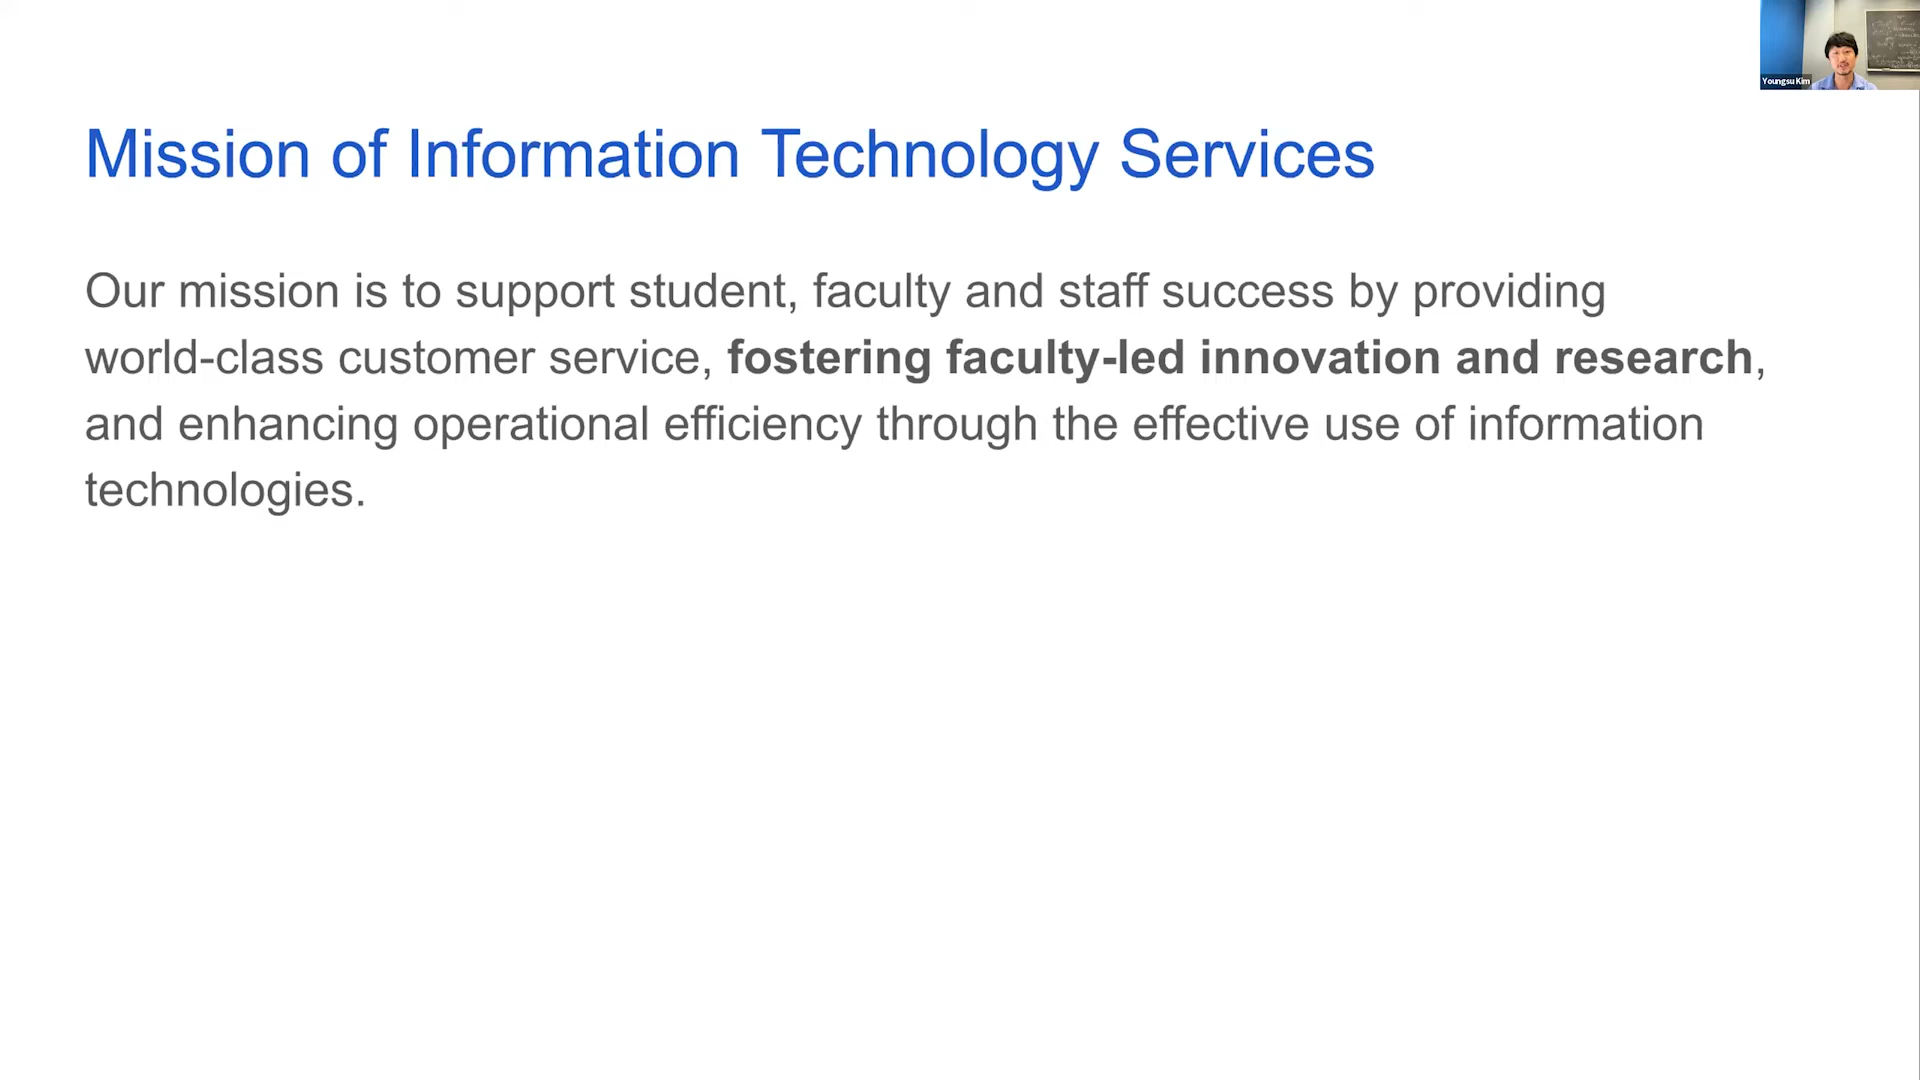 Mission of Information Technology Services
Our mission is to support student, faculty and staff success by providing
world-class customer service, fostering faculty-led innovation and research,
and enhancing operational efficiency through the effective use of information
technologies.
Youngsu Kim